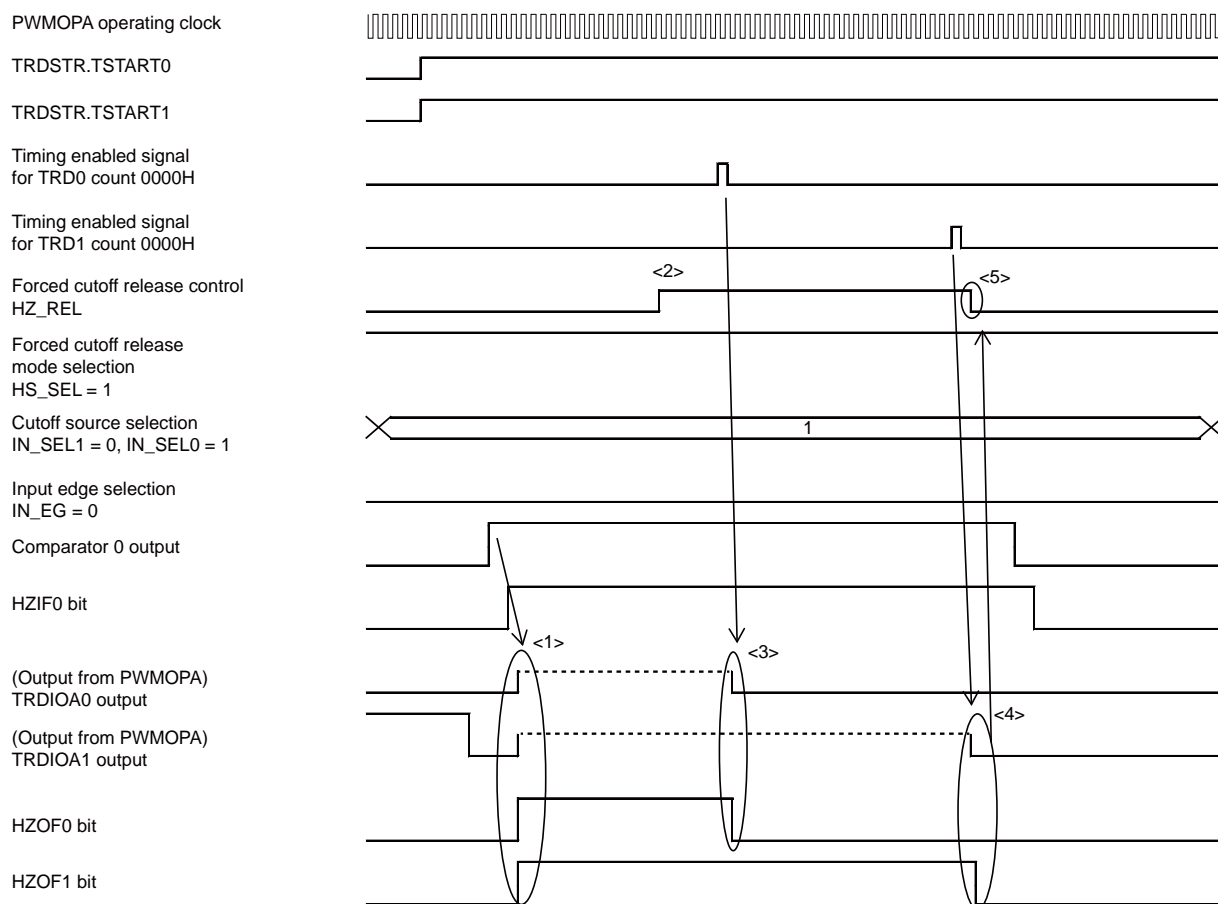 PWMOPA operating clock
TRDSTR.TSTART0
TRDSTR.TSTART1
Timing enabled signal
for TRD0 count 0000H
Timing enabled signal
for TRD1 count 0000H
<2>
<5>
Forced cutoff release control
HZ_REL
Forced cutoff release
mode selection
HS_SEL = 1
Cutoff source selection
IN_SEL1 = 0, IN_SEL0 = 1
1
Input edge selection
IN_EG = 0
Comparator 0 output
HZIF0 bit
<1>
<3>
(Output from PWMOPA)
TRDIOA0 output
<4>
(Output from PWMOPA)
TRDIOA1 output
HZOF0 bit
HZOF1 bit